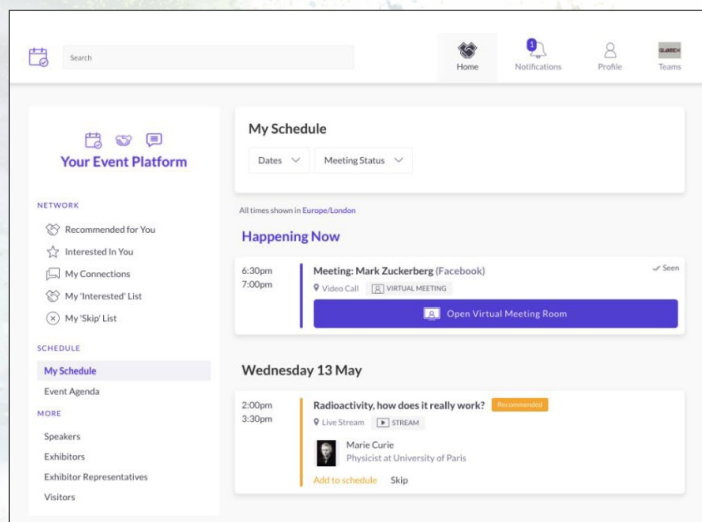 Search
Home
1
Notifications
Profile
Teams
Your Event Platform
NETWORK
Recommended for You
Interested In You
My Connections
My 'Interested' List
My 'Skip' List
SCHEDULE
My Schedule
Event Agenda
MORE
Speakers
Exhibitors
Exhibitor Representatives
Visitors
My Schedule
Dates
Meeting Status
All times shown in Europe/London
Happening Now
6:30pm
7:00pm
Meeting: Mark Zuckerberg (Facebook)
Seen
Video Call VIRTUAL MEETING
Open Virtual Meeting Room
Wednesday 13 May
2:00pm
3:30pm
Radioactivity, how does it really work? Recommended
Live Stream STREAM
Marie Curie
Physicist at University of Paris
Add to schedule Skip